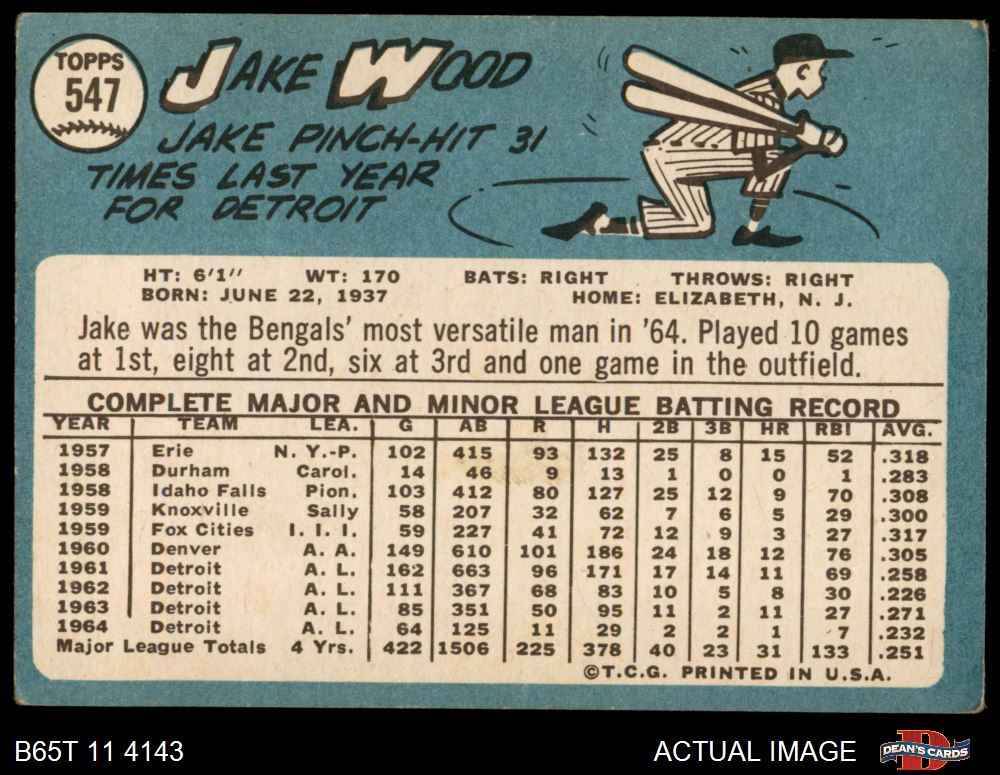 TOPPS
547
JAKE WOOD
JAKE PINCH-HIT 31
TIMES LAST YEAR
FOR DETROIT
HT: 6'1" WT: 170 BATS: RIGHT THROWS: RIGHT
BORN: JUNE 22, 1937 HOME: ELIZABETH, N. J.
Jake was the Bengals' most versatile man in '64. Played 10 games
at 1st, eight at 2nd, six at 3rd and one game in the outfield.
COMPLETE MAJOR AND MINOR LEAGUE BATTING RECORD
YEAR TEAM LEA. G AB R H 2B 3B HR RBI AVG.
1957 Erie N. Y.-P. 102 415 93 132 25 8 15 52 .318
1958 Durham Carol. 14 46 9 13 1 0 0 1 .283
1958 Idaho Falls Pion. 103 412 80 127 25 12 9 70 .308
1959 Knoxville Sally 58 207 32 62 7 6 5 29 .300
1959 Fox Cities I. I. I. 59 227 41 72 12 9 3 27 .317
1960 Denver A. A. 149 610 101 186 24 18 12 76 .305
1961 Detroit A. L. 162 663 96 171 17 14 11 69 .258
1962 Detroit A. L. 111 367 68 83 10 5 8 30 .226
1963 Detroit A. L. 85 351 50 95 11 2 11 27 .271
1964 Detroit A. L. 64 125 11 29 2 2 1 7 .232
Major League Totals 4 Yrs. 422 1506 225 378 40 23 31 133 .251
©T.C.G. PRINTED IN U.S.A.
B65T 11 4143 ACTUAL IMAGE DEAN'S CARDS